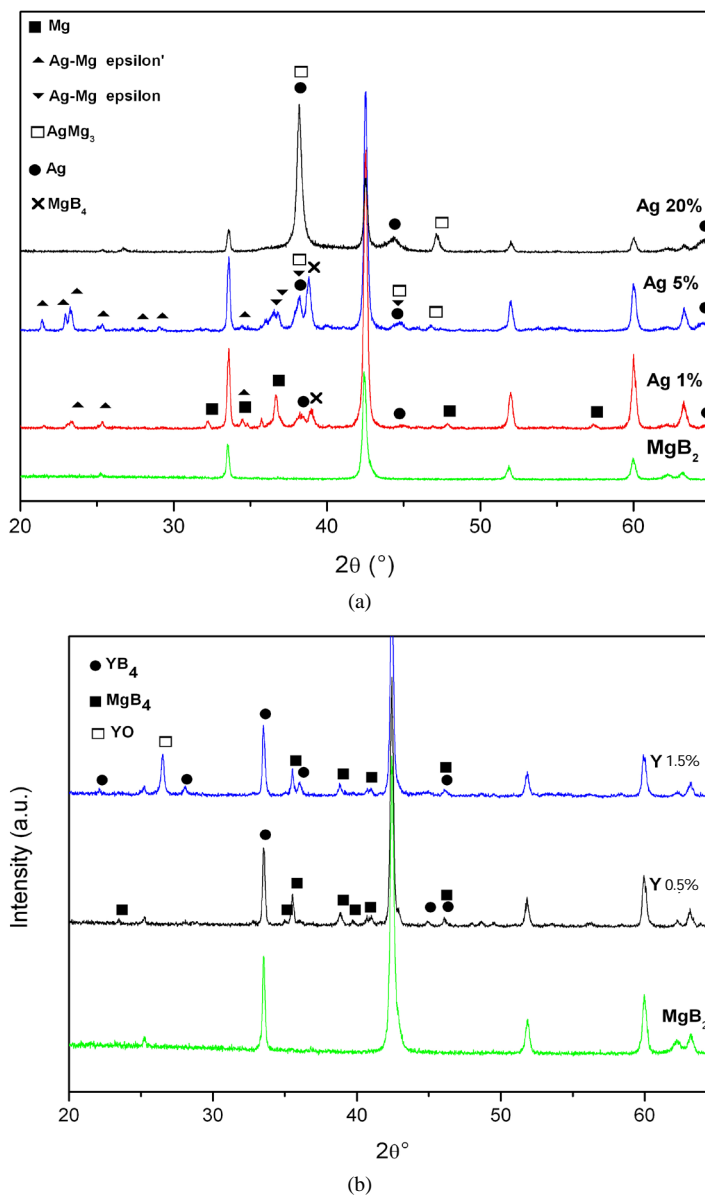 Mg
Ag-Mg epsilon'
Ag-Mg epsilon
AgMg3
Ag
MgB4
Ag 20%
Ag 5%
Ag 1%
MgB2
20 30 40 50 60
2θ (°)
(a)
YB4
MgB4
YO
Y 1.5%
Y 0.5%
MgB2
Intensity (a.u.)
20 30 40 50 60
2θ°
(b)